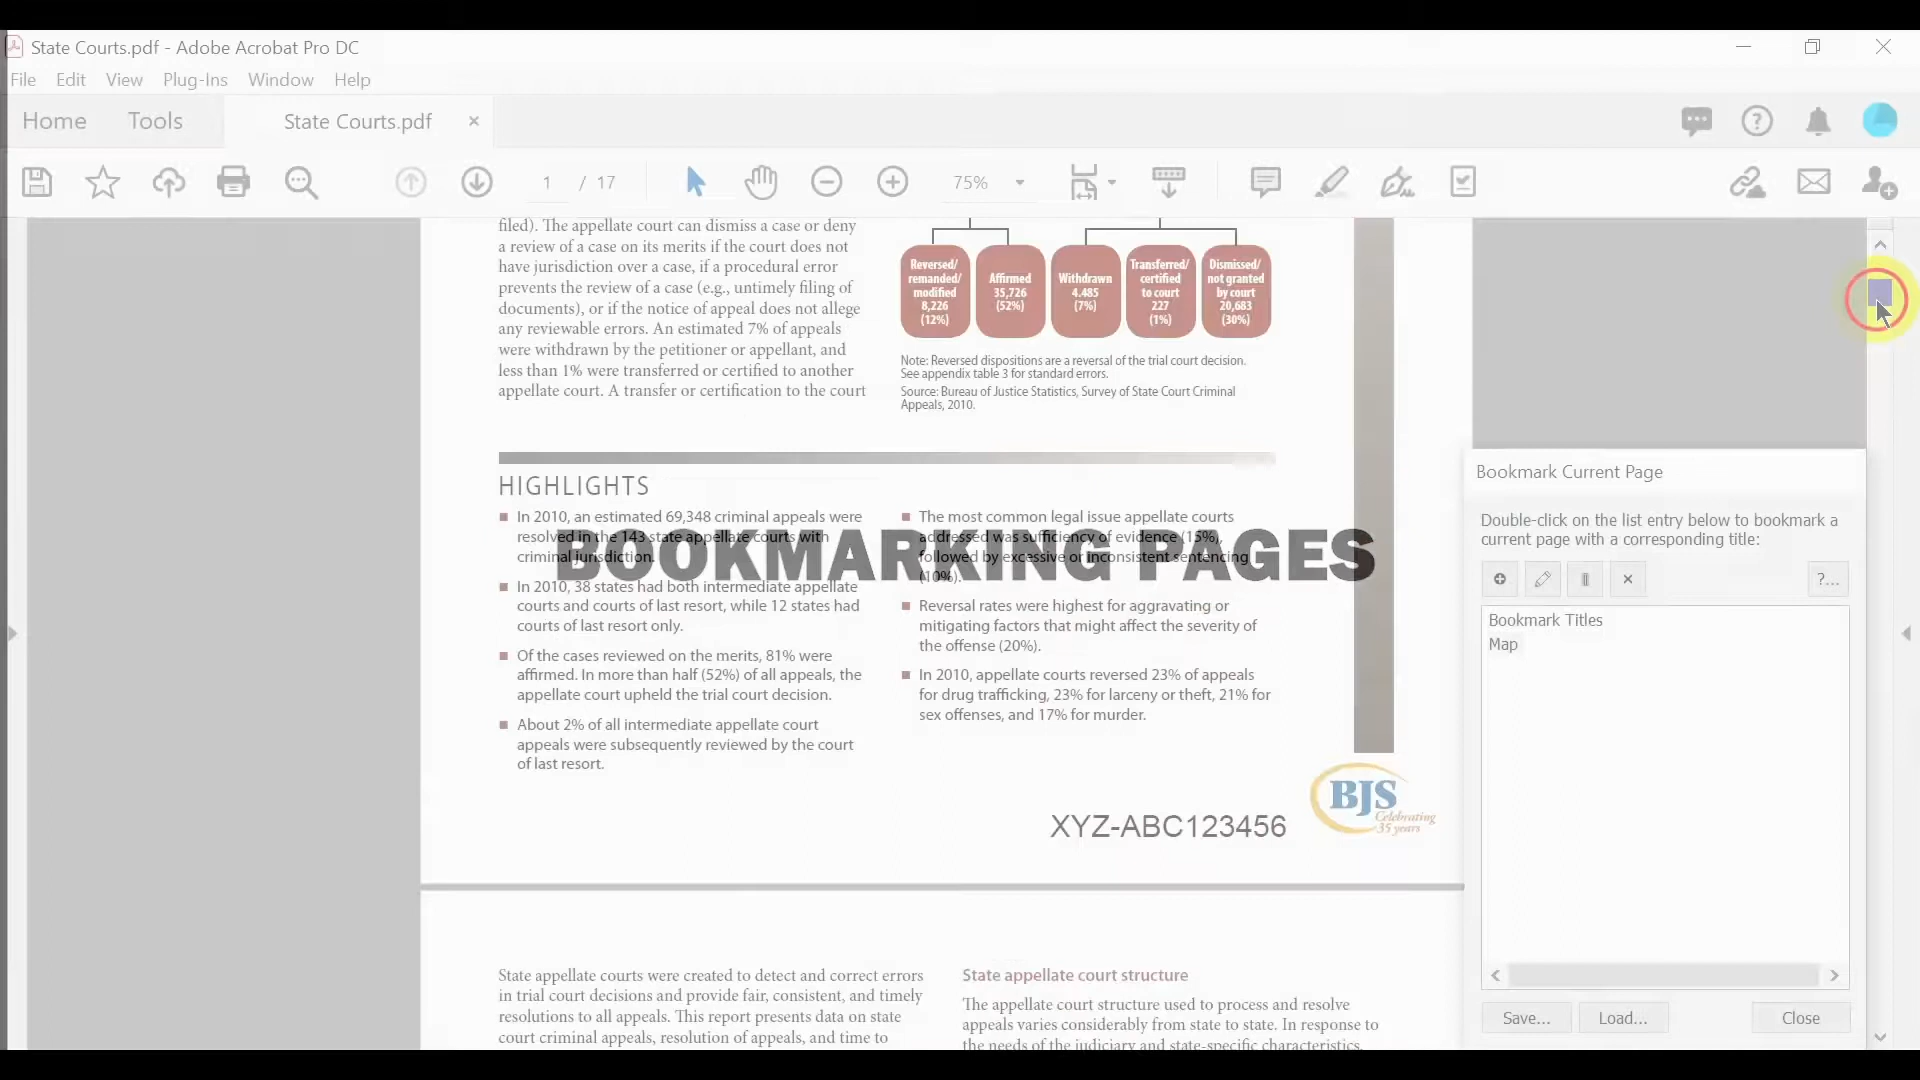 State Courts.pdf - Adobe Acrobat Pro DC
File Edit View Plug-Ins Window Help
Home Tools State Courts.pdf ×
1 / 17 75%
filed). The appellate court can dismiss a case or deny
a review of a case on its merits if the court does not
have jurisdiction over a case, if a procedural error
prevents the review of a case (e.g., untimely filing of
documents), or if the notice of appeal does not allege
any reviewable errors. An estimated 7% of appeals
were withdrawn by the petitioner or appellant, and
less than 1% were transferred or certified to another
appellate court. A transfer or certification to the court
Reversed/
remanded/
modified
8,226
(12%)
Affirmed
35,726
(52%)
Withdrawn
4.485
(7%)
Transferred/
certified
to court
227
(1%)
Dismissed/
not granted
by court
20,683
(30%)
Note: Reversed dispositions are a reversal of the trial court decision.
See appendix table 3 for standard errors.
Source: Bureau of Justice Statistics, Survey of State Court Criminal
Appeals, 2010.
HIGHLIGHTS
In 2010, an estimated 69,348 criminal appeals were
resolved in the 143 state appellate courts with
criminal jurisdiction.
In 2010, 38 states had both intermediate appellate
courts and courts of last resort, while 12 states had
courts of last resort only.
Of the cases reviewed on the merits, 81% were
affirmed. In more than half (52%) of all appeals, the
appellate court upheld the trial court decision.
About 2% of all intermediate appellate court
appeals were subsequently reviewed by the court
of last resort.
The most common legal issue appellate courts
addressed was sufficiency of evidence (15%),
followed by excessive or inconsistent sentencing
(10%).
Reversal rates were highest for aggravating or
mitigating factors that might affect the severity of
the offense (20%).
In 2010, appellate courts reversed 23% of appeals
for drug trafficking, 23% for larceny or theft, 21% for
sex offenses, and 17% for murder.
BOOKMARKING PAGES
XYZ-ABC123456
BJS
Celebrating
35 years
State appellate courts were created to detect and correct errors
in trial court decisions and provide fair, consistent, and timely
resolutions to all appeals. This report presents data on state
court criminal appeals, resolution of appeals, and time to
State appellate court structure
The appellate court structure used to process and resolve
appeals varies considerably from state to state. In response to
the needs of the judiciary and state-specific characteristics,
Bookmark Current Page
Double-click on the list entry below to bookmark a
current page with a corresponding title:
?...
Bookmark Titles
Map
Save... Load... Close